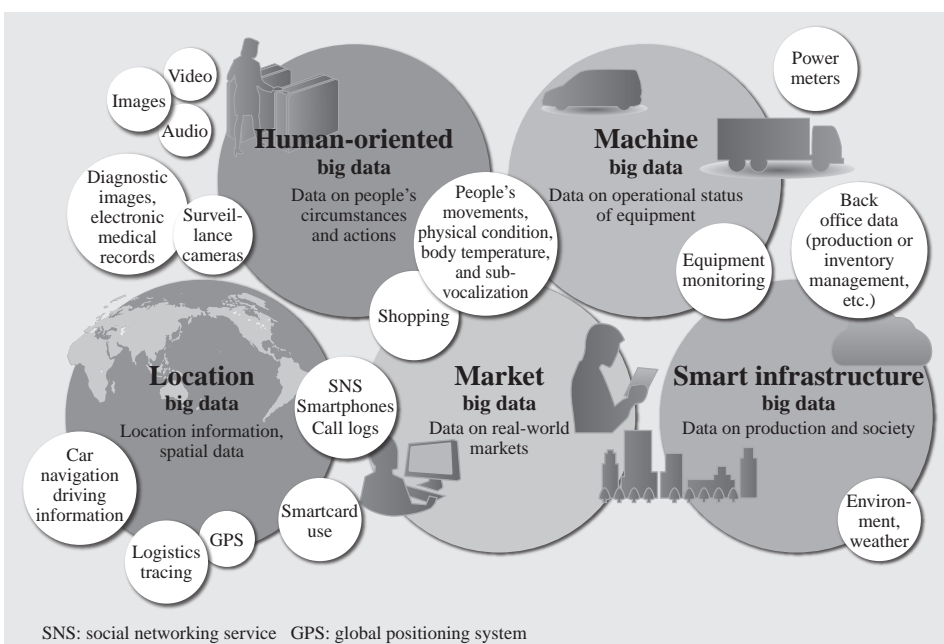 Video
Images
Audio
Human-oriented
big data
Data on people's
circumstances
and actions
Machine
big data
Data on operational status
of equipment
Power
meters
Diagnostic
images,
electronic
medical
records
Surveil-
lance
cameras
People's
movements,
physical condition,
body temperature,
and sub-
vocalization
Back
office data
(production or
inventory
management,
etc.)
Equipment
monitoring
Shopping
Location
big data
Location information,
spatial data
SNS
Smartphones
Call logs
Market
big data
Data on real-world
markets
Smart infrastructure
big data
Data on production and society
Car
navigation
driving
information
Logistics
tracing
GPS
Smartcard
use
Environ-
ment,
weather
SNS: social networking service GPS: global positioning system